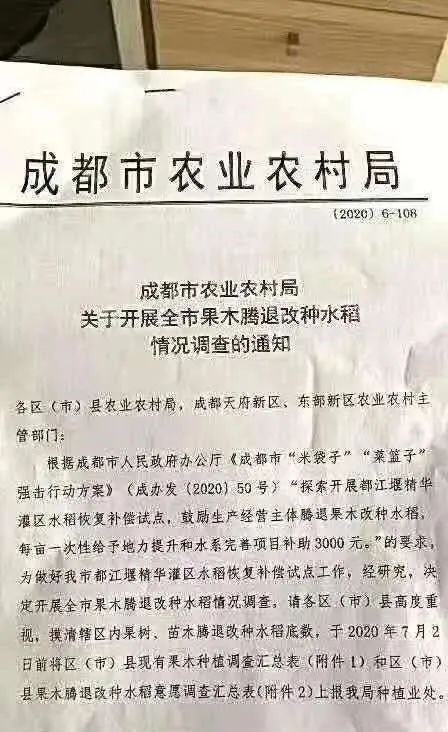 成都市农业农村局
〔2020〕6-108
成都市农业农村局
关于开展全市果木腾退改种水稻
情况调查的通知
各区（市）县农业农村局，成都天府新区、东部新区农业农村主
管部门：
根据成都市人民政府办公厅《成都市“米袋子”“菜篮子”
强击行动方案》（成办发〔2020〕50号）“探索开展都江堰精华
灌区水稻恢复补偿试点，鼓励生产经营主体腾退果木改种水稻，
每亩一次性给予地力提升和水系完善项目补助3000元。”的要求，
为做好我市都江堰精华灌区水稻恢复补偿试点工作，经研究，决
定开展全市果木腾退改种水稻情况调查。请各区（市）县高度重
视，摸清辖区内果树、苗木腾退改种水稻底数，于2020年7月2
日前将区（市）县现有果木种植调查汇总表（附件1）和区（市）
县果木腾退改种水稻意愿调查汇总表（附件2）上报我局种植业处。